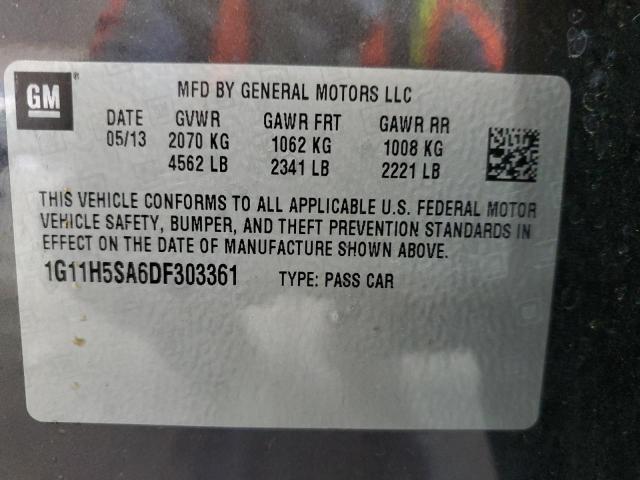 GM
MFD BY GENERAL MOTORS LLC
DATE GVWR GAWR FRT GAWR RR
05/13 2070 KG 1062 KG 1008 KG
4562 LB 2341 LB 2221 LB
THIS VEHICLE CONFORMS TO ALL APPLICABLE U.S. FEDERAL MOTOR
VEHICLE SAFETY, BUMPER, AND THEFT PREVENTION STANDARDS IN
EFFECT ON THE DATE OF MANUFACTURE SHOWN ABOVE.
1G11H5SA6DF303361 TYPE: PASS CAR